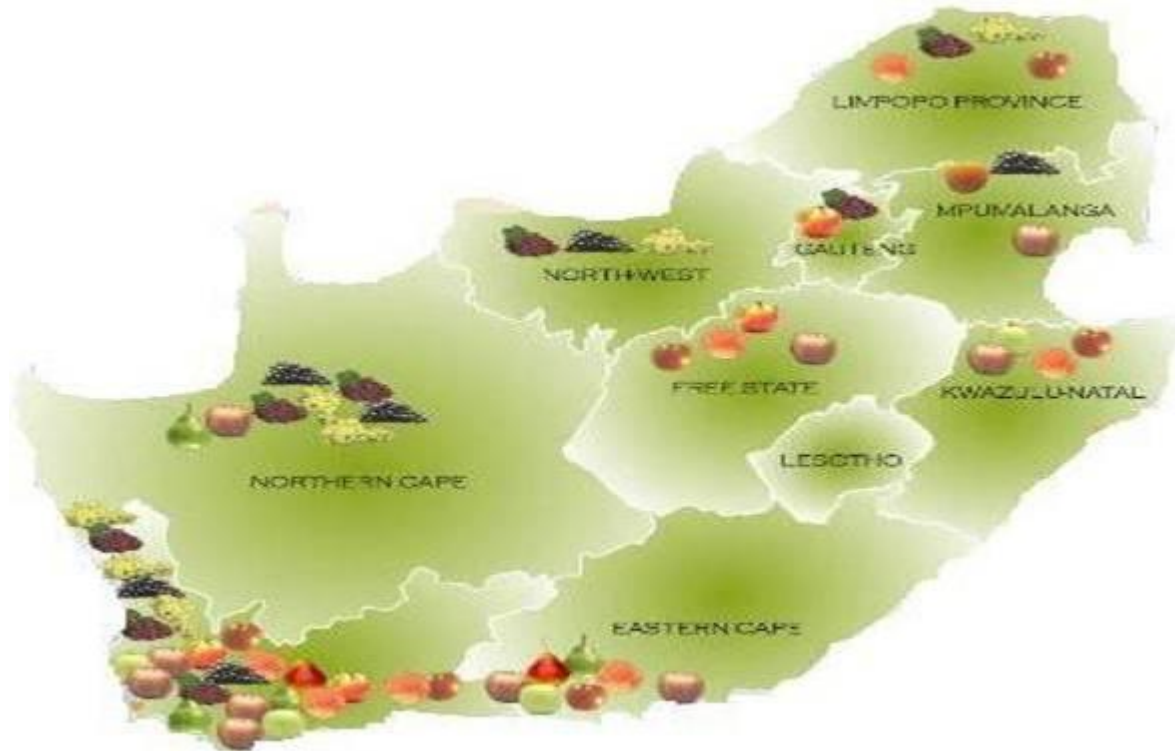 LIMPOPO PROVINCE
MPUMALANGA
GAUTENG
NORTH-WEST
FREE STATE
KWAZULU-NATAL
LESOTHO
NORTHERN CAPE
EASTERN CAPE